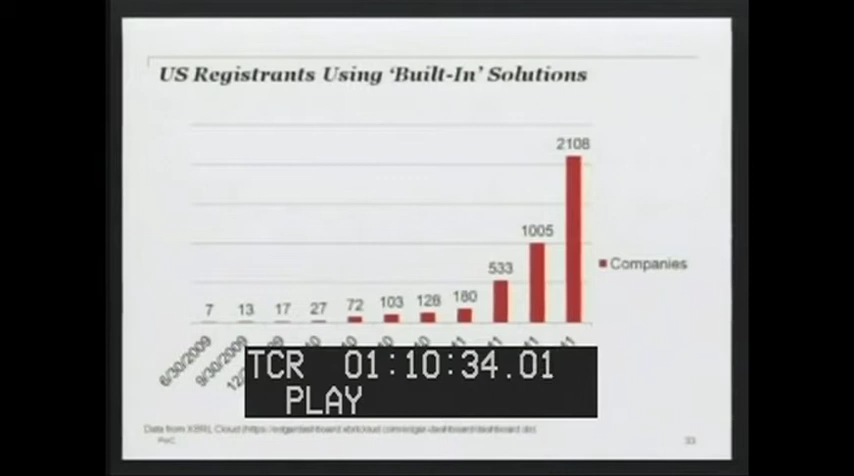 US Registrants Using ‘Built-In’ Solutions
2108
1005
533
7 13 17 27 72 103 128 180
Companies
6/30/2009 9/30/2009
TCR 01:10:34.01
PLAY
Data from XBRL Cloud
PwC 33